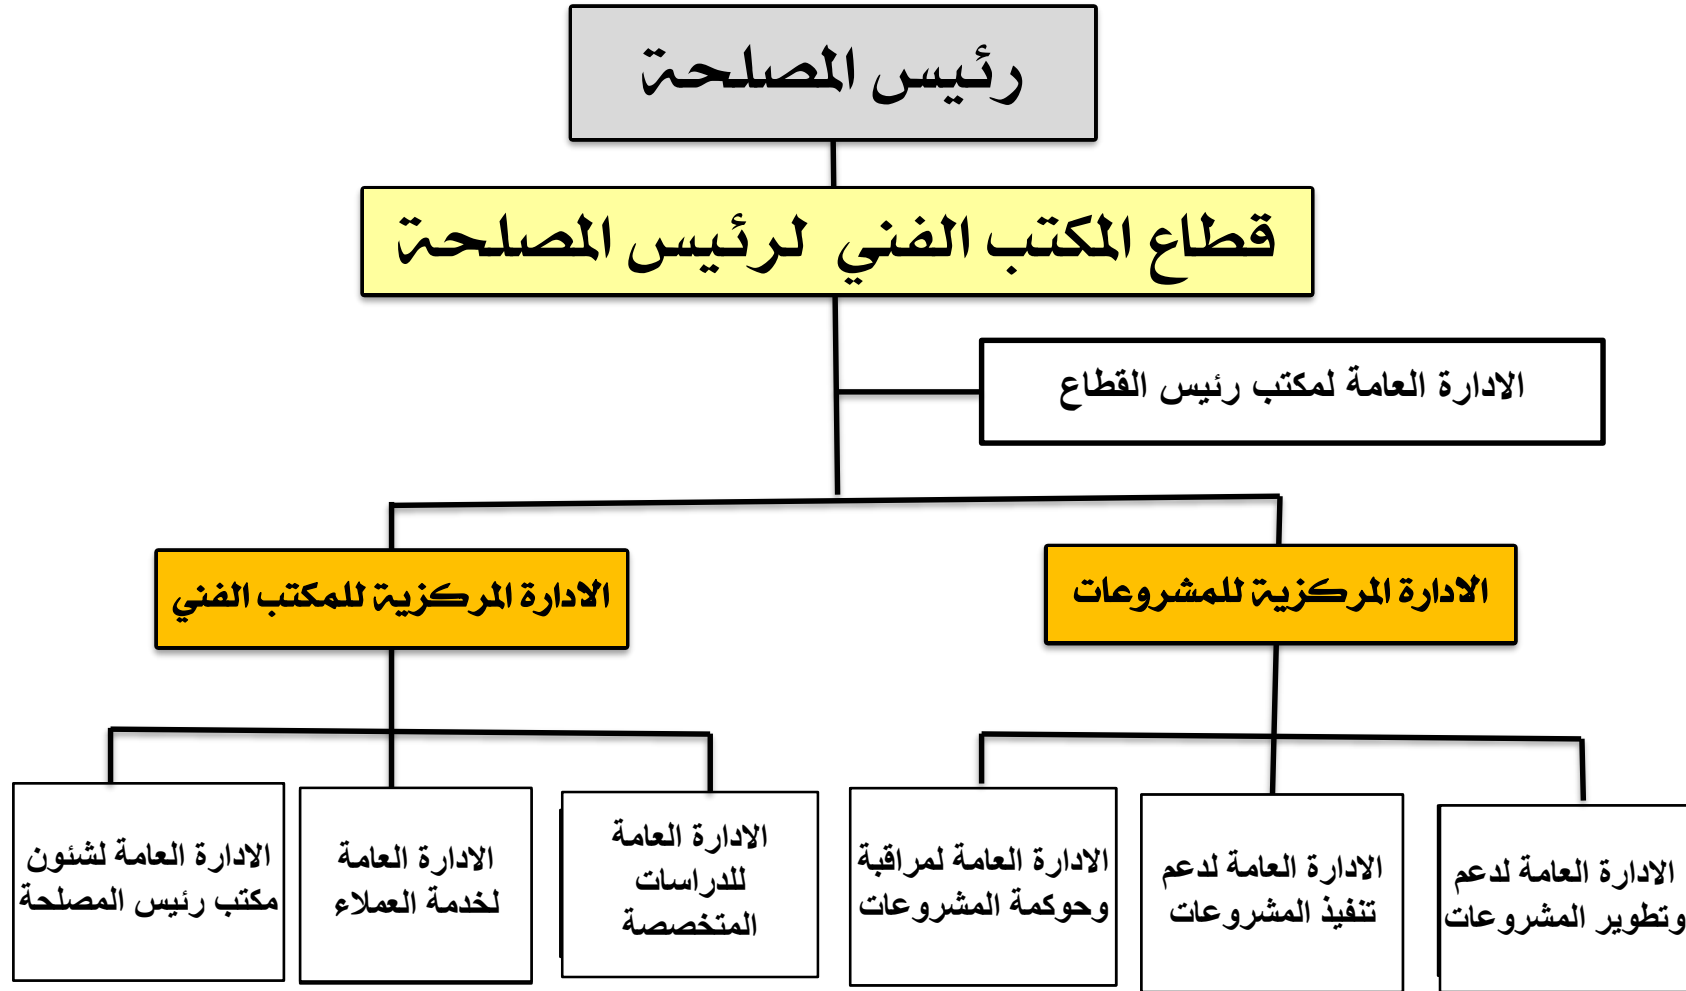 رئيس المصلحة
قطاع المكتب الفني لرئيس المصلحة
الادارة العامة لمكتب رئيس القطاع
الادارة المركزية للمشروعات
الادارة المركزية للمكتب الفني
الادارة العامة لدعم
وتطوير المشروعات
الادارة العامة لدعم
تنفيذ المشروعات
الادارة العامة لمراقبة
وحوكمة المشروعات
الادارة العامة
للدراسات
المتخصصة
الادارة العامة
لخدمة العملاء
الادارة العامة لشئون
مكتب رئيس المصلحة